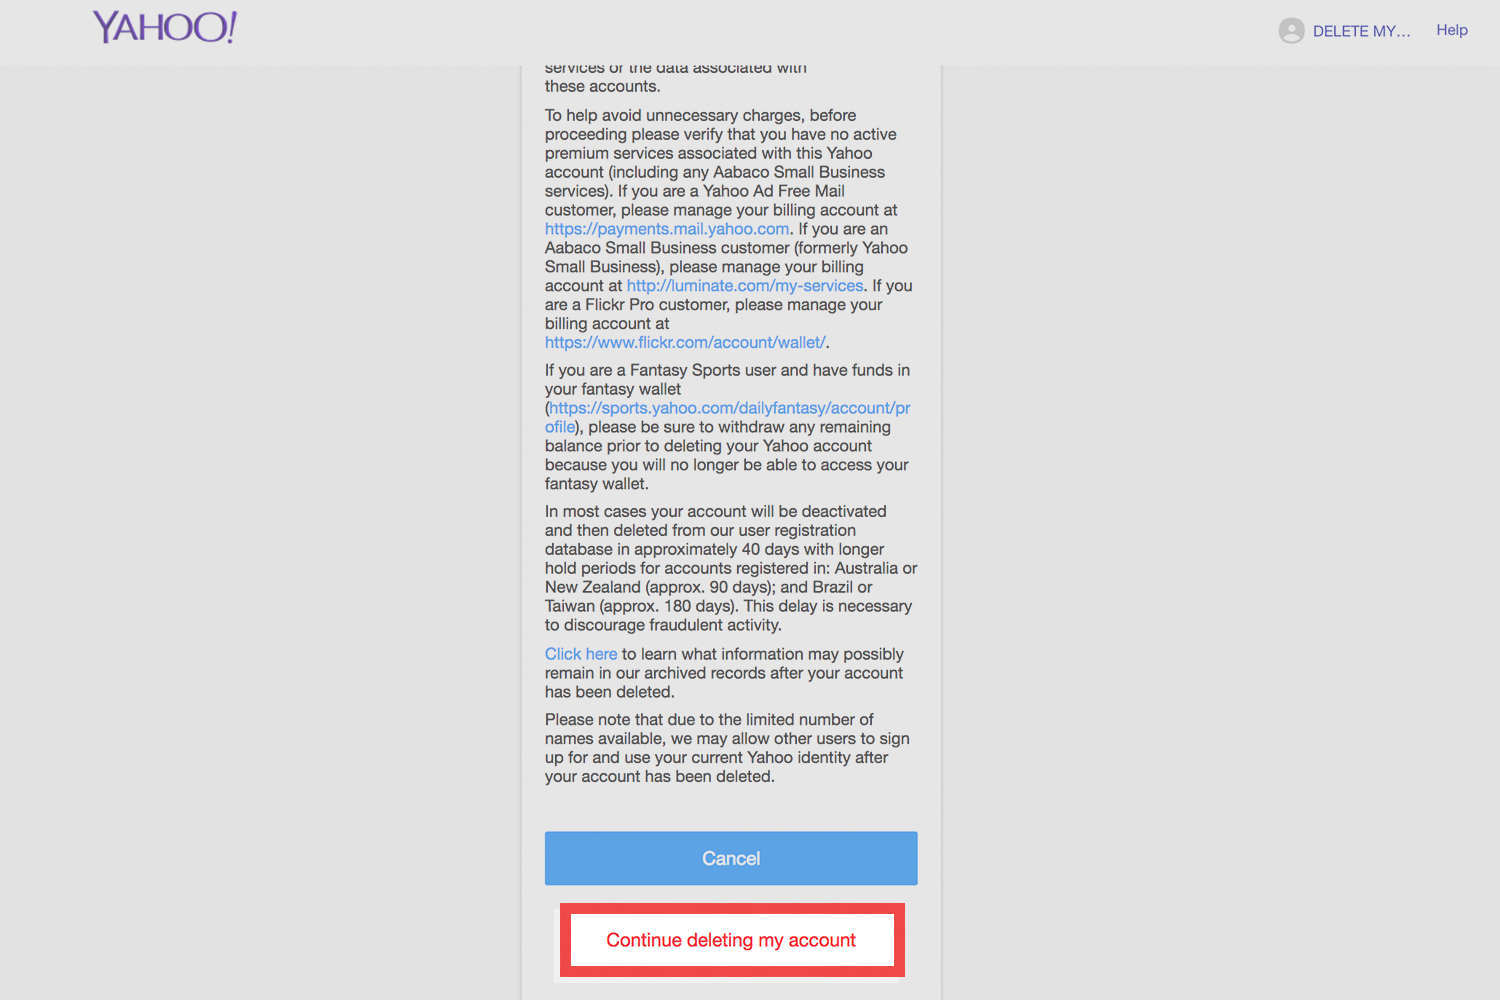 YAHOO!
DELETE MY...
Help
services or the data associated with
these accounts.
To help avoid unnecessary charges, before
proceeding please verify that you have no active
premium services associated with this Yahoo
account (including any Aabaco Small Business
services). If you are a Yahoo Ad Free Mail
customer, please manage your billing account at
https://payments.mail.yahoo.com. If you are an
Aabaco Small Business customer (formerly Yahoo
Small Business), please manage your billing
account at http://luminate.com/my-services. If you
are a Flickr Pro customer, please manage your
billing account at
https://www.flickr.com/account/wallet/.
If you are a Fantasy Sports user and have funds in
your fantasy wallet
(https://sports.yahoo.com/dailyfantasy/account/pr
ofile), please be sure to withdraw any remaining
balance prior to deleting your Yahoo account
because you will no longer be able to access your
fantasy wallet.
In most cases your account will be deactivated
and then deleted from our user registration
database in approximately 40 days with longer
hold periods for accounts registered in: Australia or
New Zealand (approx. 90 days); and Brazil or
Taiwan (approx. 180 days). This delay is necessary
to discourage fraudulent activity.
Click here to learn what information may possibly
remain in our archived records after your account
has been deleted.
Please note that due to the limited number of
names available, we may allow other users to sign
up for and use your current Yahoo identity after
your account has been deleted.
Cancel
Continue deleting my account